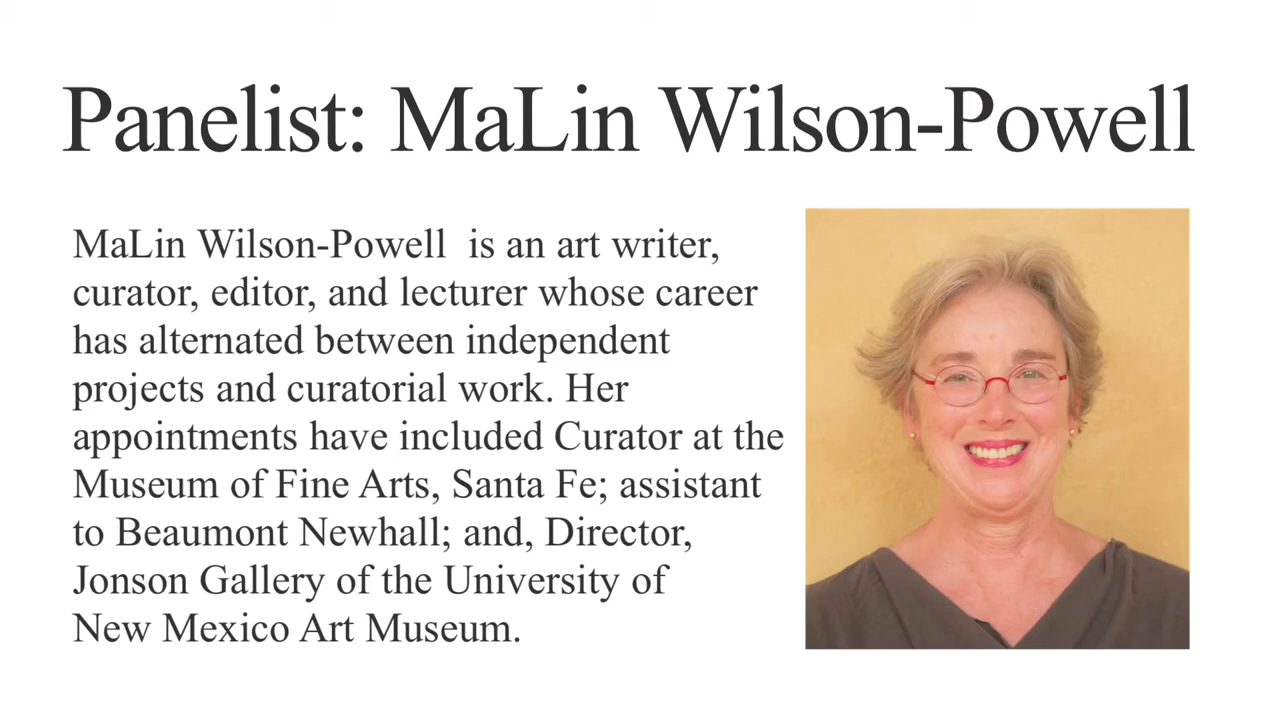 Panelist: MaLin Wilson-Powell
MaLin Wilson-Powell  is an art writer,
curator, editor, and lecturer whose career
has alternated between independent
projects and curatorial work. Her
appointments have included Curator at the
Museum of Fine Arts, Santa Fe; assistant
to Beaumont Newhall; and, Director,
Jonson Gallery of the University of
New Mexico Art Museum.